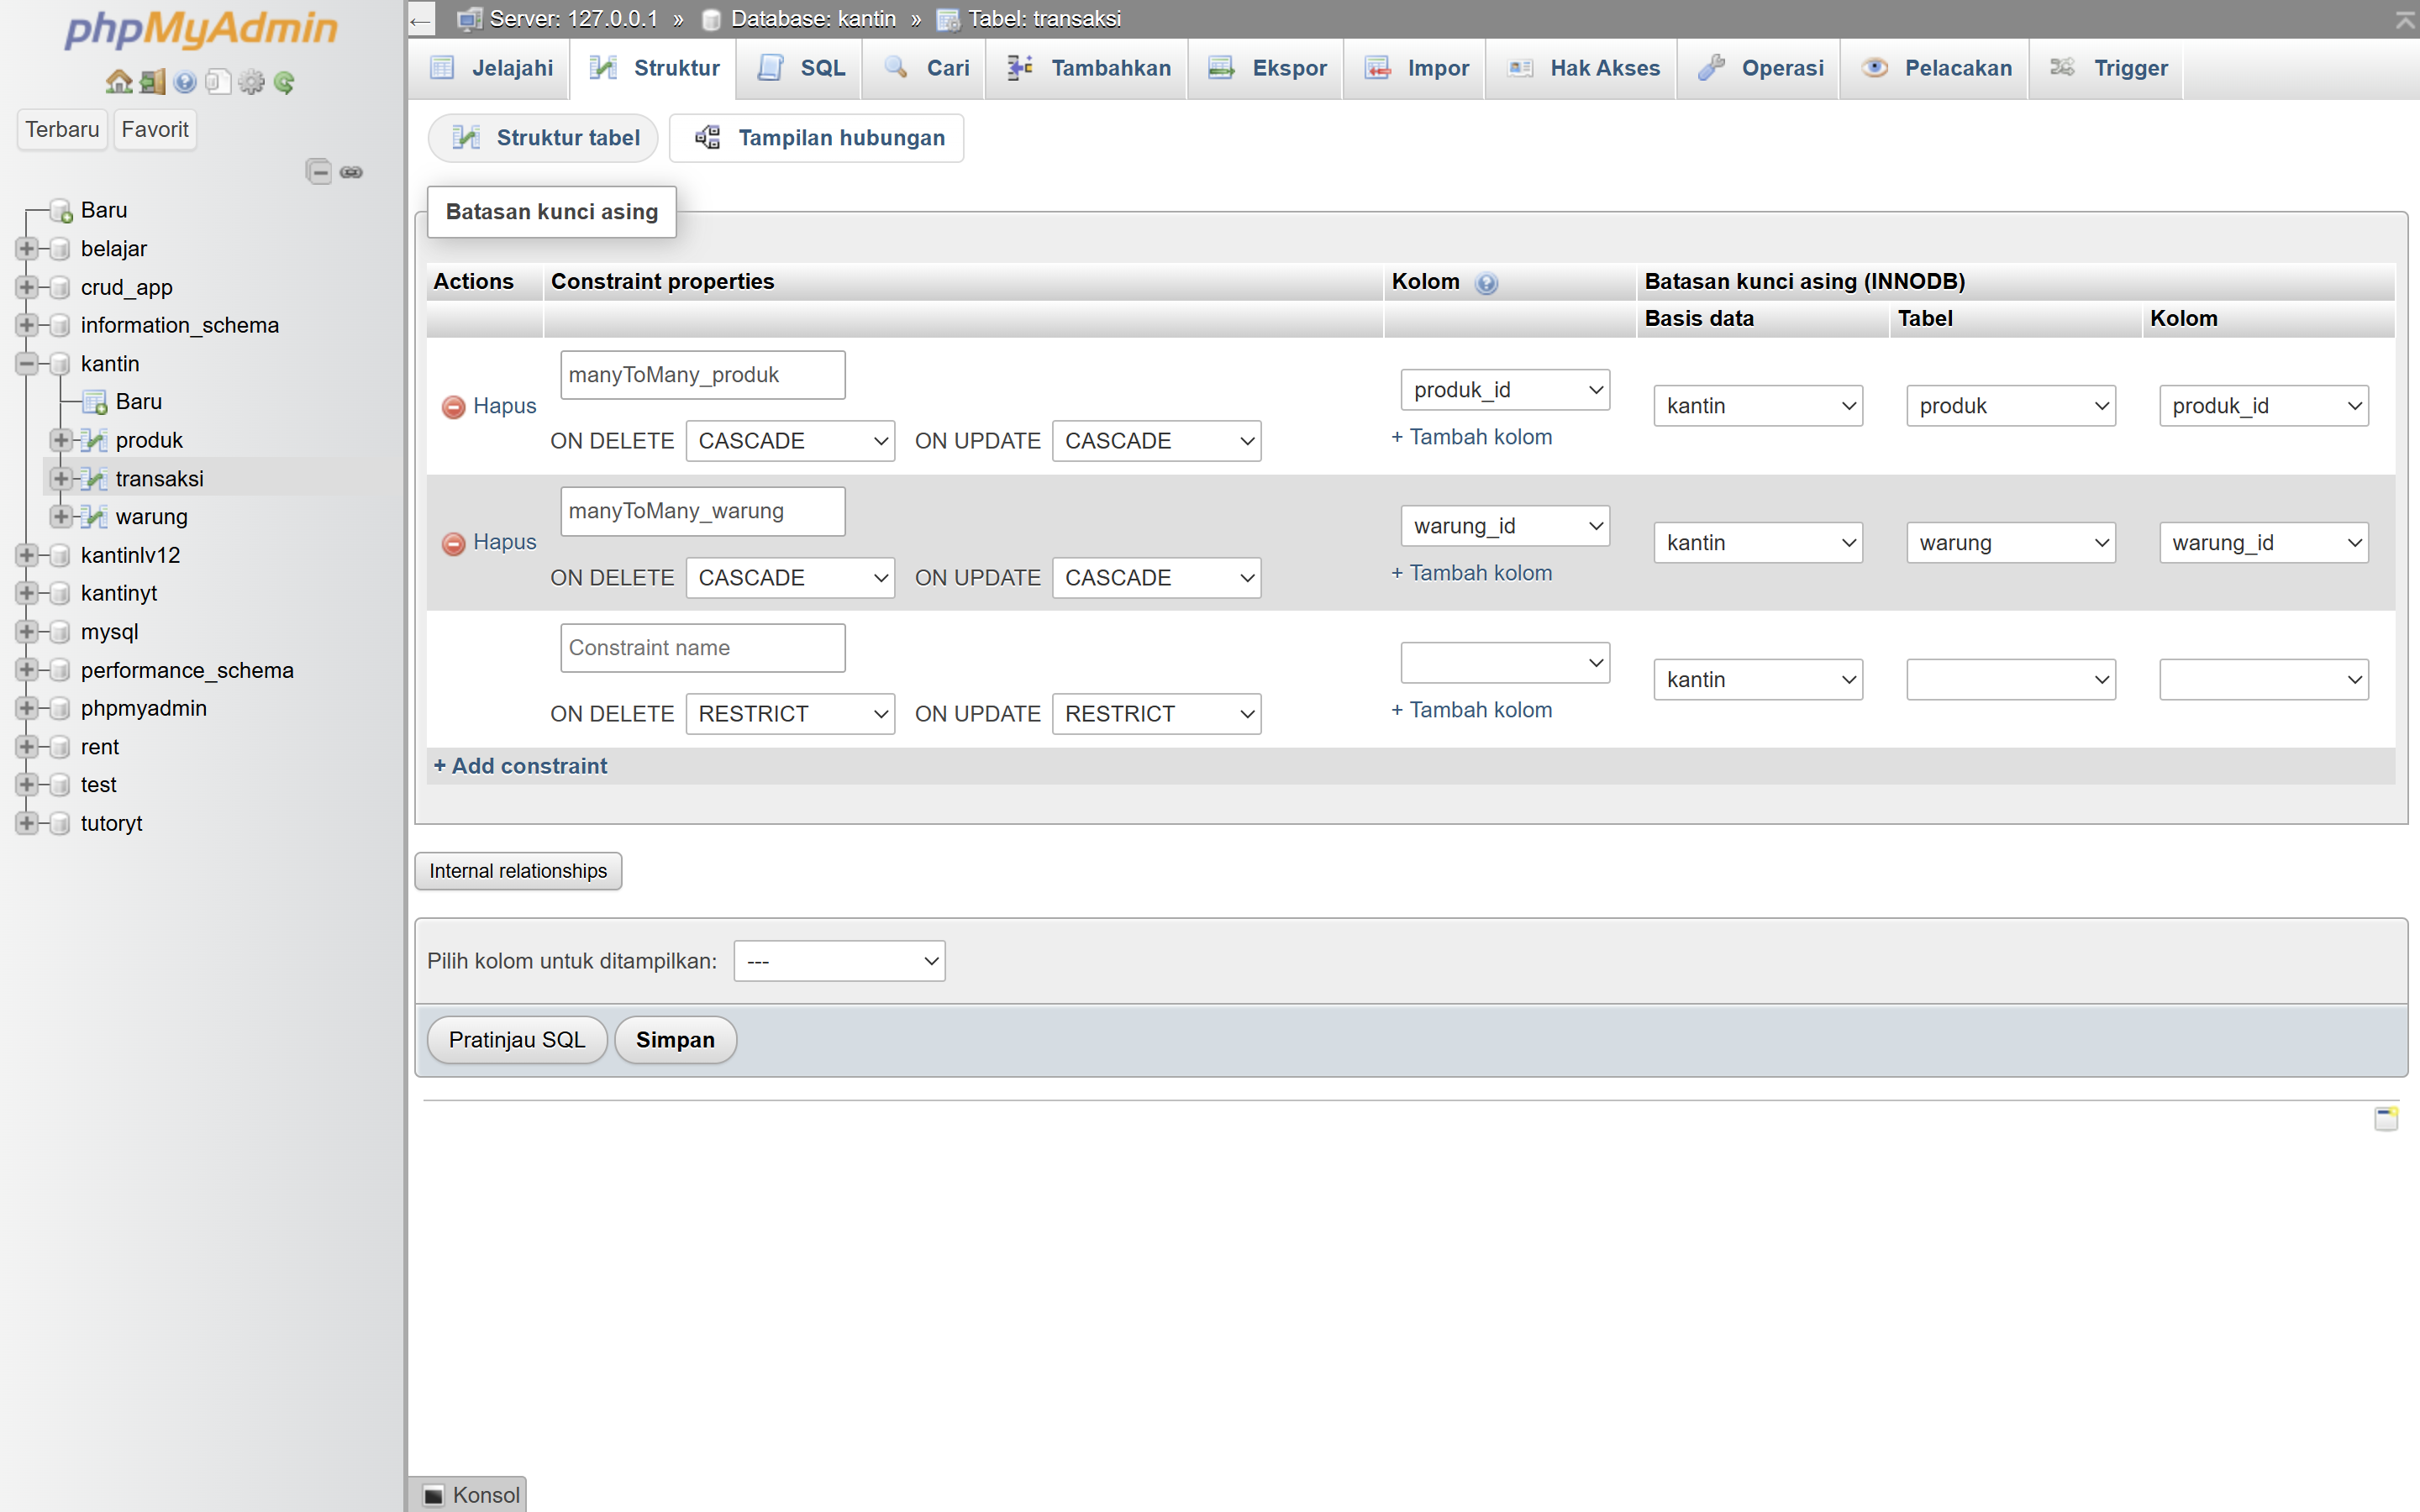 phpMyAdmin
Terbaru Favorit
Baru
belajar
crud_app
information_schema
kantin
Baru
produk
transaksi
warung
kantinlv12
kantinyt
mysql
performance_schema
phpmyadmin
rent
test
tutoryt
← Server: 127.0.0.1 » Database: kantin » Tabel: transaksi
Jelajahi Struktur SQL Cari Tambahkan Ekspor Impor Hak Akses Operasi Pelacakan Trigger
Struktur tabel Tampilan hubungan
Batasan kunci asing
Actions Constraint properties Kolom Batasan kunci asing (INNODB)
Basis data Tabel Kolom
manyToMany_produk
Hapus produk_id kantin produk produk_id
ON DELETE CASCADE ON UPDATE CASCADE + Tambah kolom
manyToMany_warung
Hapus warung_id kantin warung warung_id
ON DELETE CASCADE ON UPDATE CASCADE + Tambah kolom
Constraint name
kantin
ON DELETE RESTRICT ON UPDATE RESTRICT + Tambah kolom
+ Add constraint
Internal relationships
Pilih kolom untuk ditampilkan: ---
Pratinjau SQL Simpan
Konsol